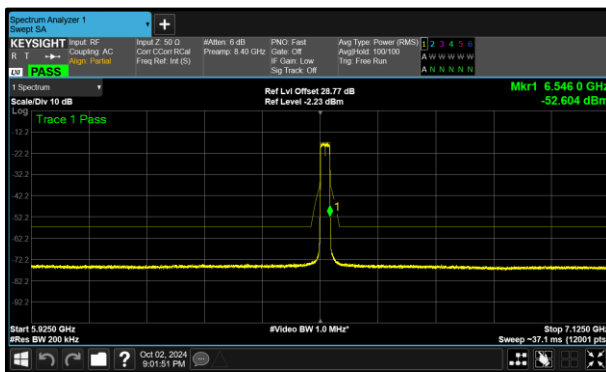 Spectrum Analyzer 1
Swept SA
+
KEYSIGHT
R T
LXI
PASS
Input: RF
Coupling: AC
Align: Partial
Input Z: 50 Ω
Corr CCorr RCal
Freq Ref: Int (S)
#Atten: 6 dB
Preamp: 8.40 GHz
PNO: Fast
Gate: Off
IF Gain: Low
Sig Track: Off
Avg Type: Power (RMS)
Avg|Hold: 100/100
Trig: Free Run
1 2 3 4 5 6
A W W W W W
A N N N N N
1 Spectrum
Scale/Div 10 dB
Ref Lvl Offset 28.77 dB
Ref Level -2.23 dBm
Mkr1 6.546 0 GHz
-52.604 dBm
Log
Trace 1 Pass
-12.2
-22.2
-32.2
-42.2
-52.2
-62.2
-72.2
-82.2
-92.2
1
Start 5.9250 GHz
#Res BW 200 kHz
#Video BW 1.0 MHz*
Stop 7.1250 GHz
Sweep ~37.1 ms (12001 pts)
?
Oct 02, 2024
9:01:51 PM